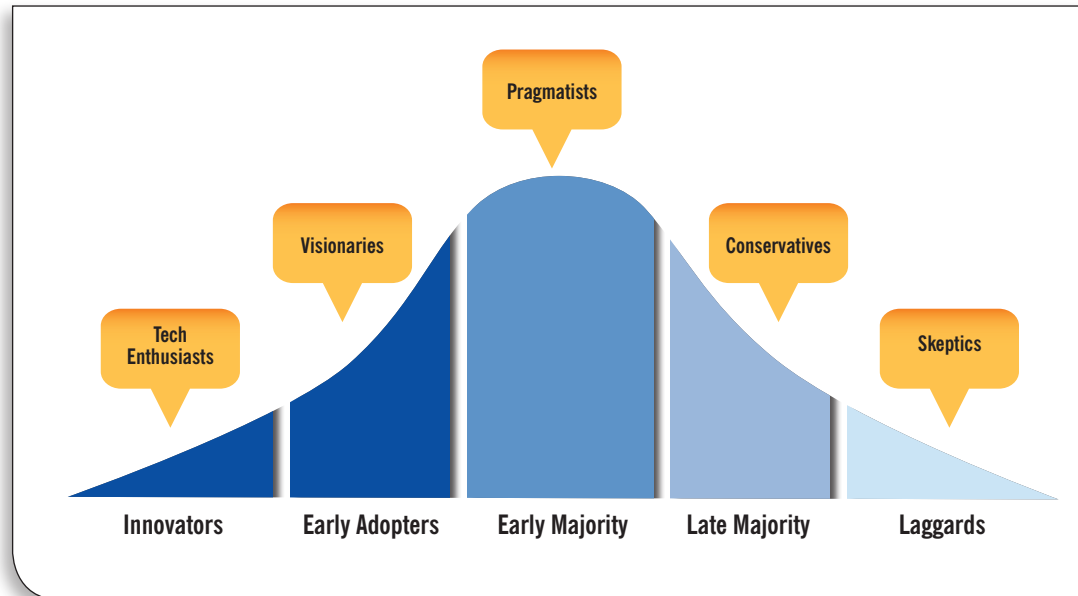 Pragmatists
Visionaries
Conservatives
Tech
Enthusiasts
Skeptics
Innovators
Early Adopters
Early Majority
Late Majority
Laggards